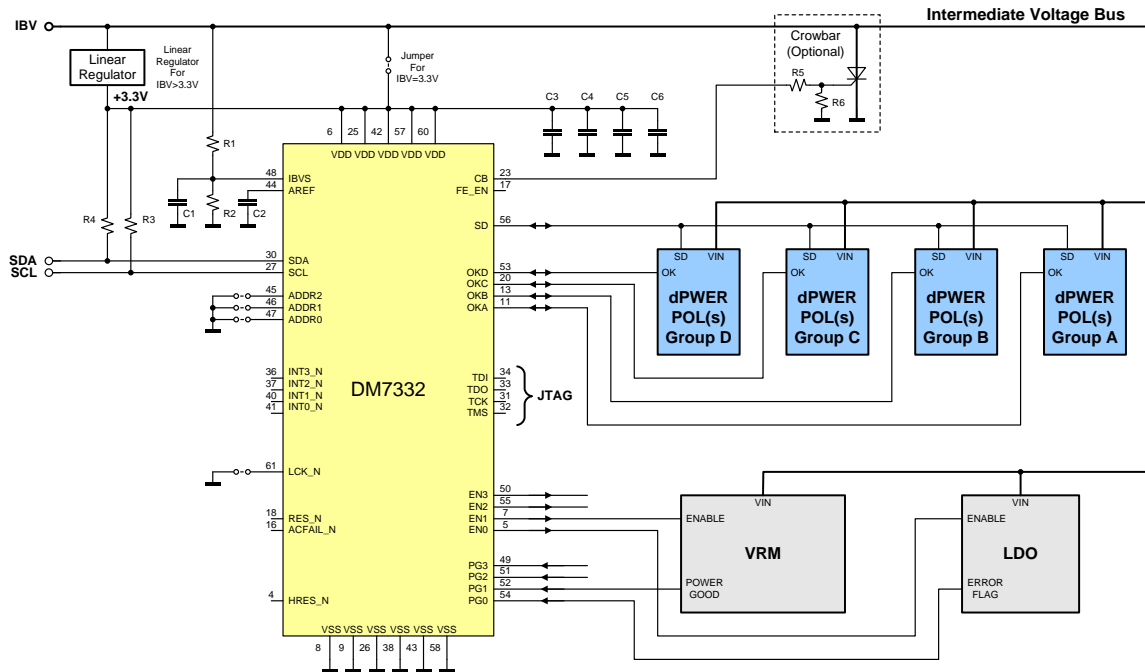 IBV
Intermediate Voltage Bus
Linear
Regulator
Linear
Regulator
For
IBV>3.3V
+3.3V
Jumper
For
IBV=3.3V
Crowbar
(Optional)
R5
R6
C3 C4 C5 C6
R1
6 25 42 57 60
VDD VDD VDD VDD VDD
48 IBVS
44 AREF
C1 R2 C2
R4 R3
CB 23
FE_EN 17
SD 56
SDA
SCL
30 SDA
27 SCL
45 ADDR2
46 ADDR1
47 ADDR0
OKD 53
OKC 20
OKB 13
OKA 11
SD VIN
OK
dPWER
POL(s)
Group D
SD VIN
OK
dPWER
POL(s)
Group C
SD VIN
OK
dPWER
POL(s)
Group B
SD VIN
OK
dPWER
POL(s)
Group A
36 INT3_N
37 INT2_N
40 INT1_N
41 INT0_N
DM7332
TDI 34
TDO 33
TCK 31
TMS 32
JTAG
61 LCK_N
18 RES_N
16 ACFAIL_N
4 HRES_N
EN3 50
EN2 55
EN1 7
EN0 5
PG3 49
PG2 51
PG1 52
PG0 54
VIN
ENABLE
VRM
POWER
GOOD
VIN
ENABLE
LDO
ERROR
FLAG
VSS VSS VSS VSS VSS VSS
8 9 26 38 43 58